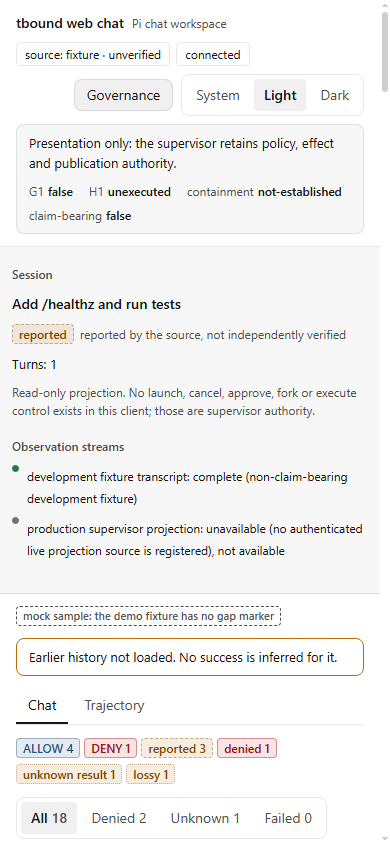 tbound web chat Pi chat workspace
source: fixture · unverified connected
Governance System Light Dark
Presentation only: the supervisor retains policy, effect
and publication authority.
G1 false H1 unexecuted containment not-established
claim-bearing false
Session
Add /healthz and run tests
reported reported by the source, not independently verified
Turns: 1
Read-only projection. No launch, cancel, approve, fork or execute
control exists in this client; those are supervisor authority.
Observation streams
development fixture transcript: complete (non-claim-bearing
development fixture)
production supervisor projection: unavailable (no authenticated
live projection source is registered), not available
mock sample: the demo fixture has no gap marker
Earlier history not loaded. No success is inferred for it.
Chat Trajectory
ALLOW 4 DENY 1 reported 3 denied 1
unknown result 1 lossy 1
All 18 Denied 2 Unknown 1 Failed 0